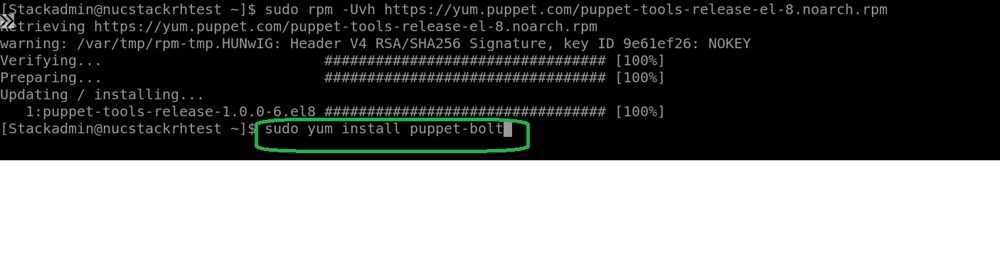 [Stackadmin@nucstackrhtest ~]$ sudo rpm -Uvh https://yum.puppet.com/puppet-tools-release-el-8.noarch.rpm
Retrieving https://yum.puppet.com/puppet-tools-release-el-8.noarch.rpm
warning: /var/tmp/rpm-tmp.HUNwIG: Header V4 RSA/SHA256 Signature, key ID 9e61ef26: NOKEY
Verifying... ################################# [100%]
Preparing... ################################# [100%]
Updating / installing...
1:puppet-tools-release-1.0.0-6.el8 ################################# [100%]
[Stackadmin@nucstackrhtest ~]$ sudo yum install puppet-bolt